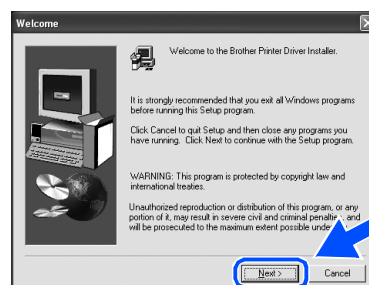 Welcome
Welcome to the Brother Printer Driver Installer.
It is strongly recommended that you exit all Windows programs
before running this Setup program.
Click Cancel to quit Setup and then close any programs you
have running. Click Next to continue with the Setup program.
WARNING: This program is protected by copyright law and
international treaties.
Unauthorized reproduction or distribution of this program, or any
portion of it, may result in severe civil and criminal penalties, and
will be prosecuted to the maximum extent possible under
Next >
Cancel